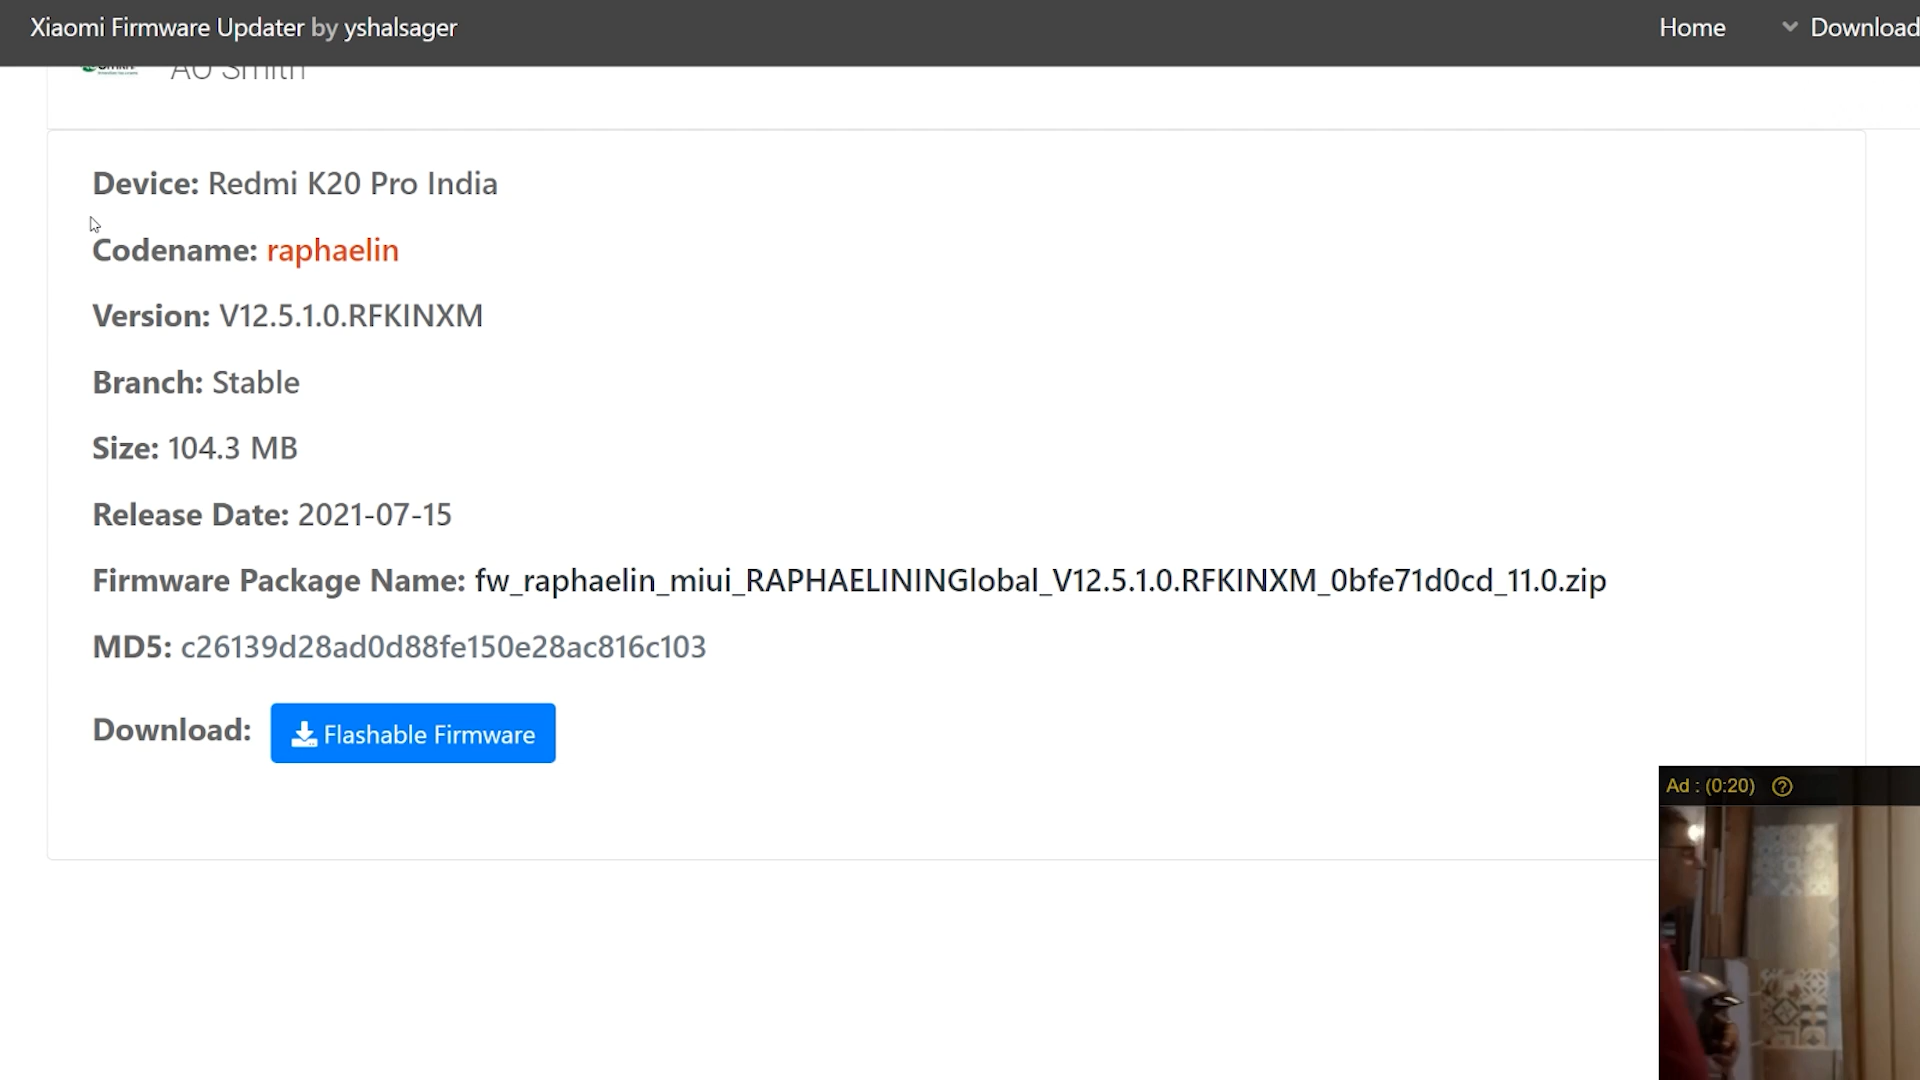 Xiaomi Firmware Updater by yshalsager
Home
Download
AO Smith
Device: Redmi K20 Pro India
Codename: raphaelin
Version: V12.5.1.0.RFKINXM
Branch: Stable
Size: 104.3 MB
Release Date: 2021-07-15
Firmware Package Name: fw_raphaelin_miui_RAPHAELININGlobal_V12.5.1.0.RFKINXM_0bfe71d0cd_11.0.zip
MD5: c26139d28ad0d88fe150e28ac816c103
Download: Flashable Firmware
Ad : (0:20)